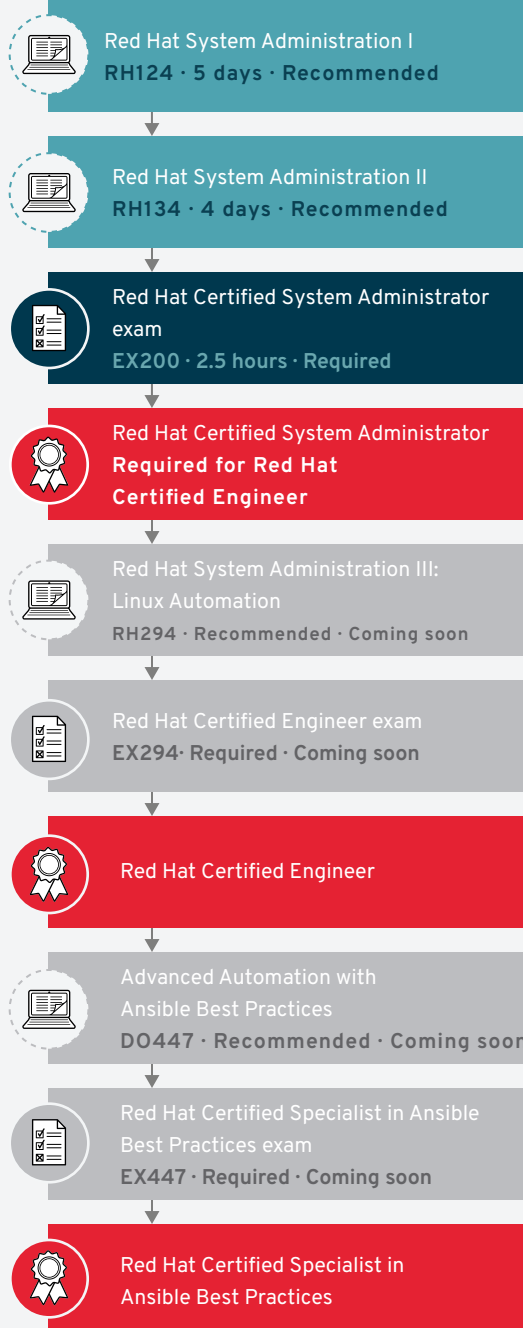 Red Hat System Administration I
RH124 · 5 days · Recommended
Red Hat System Administration II
RH134 · 4 days · Recommended
Red Hat Certified System Administrator
exam
EX200 · 2.5 hours · Required
Red Hat Certified System Administrator
Required for Red Hat
Certified Engineer
Red Hat System Administration III:
Linux Automation
RH294 · Recommended · Coming soon
Red Hat Certified Engineer exam
EX294· Required · Coming soon
Red Hat Certified Engineer
Advanced Automation with
Ansible Best Practices
DO447 · Recommended · Coming soon
Red Hat Certified Specialist in Ansible
Best Practices exam
EX447 · Required · Coming soon
Red Hat Certified Specialist in
Ansible Best Practices